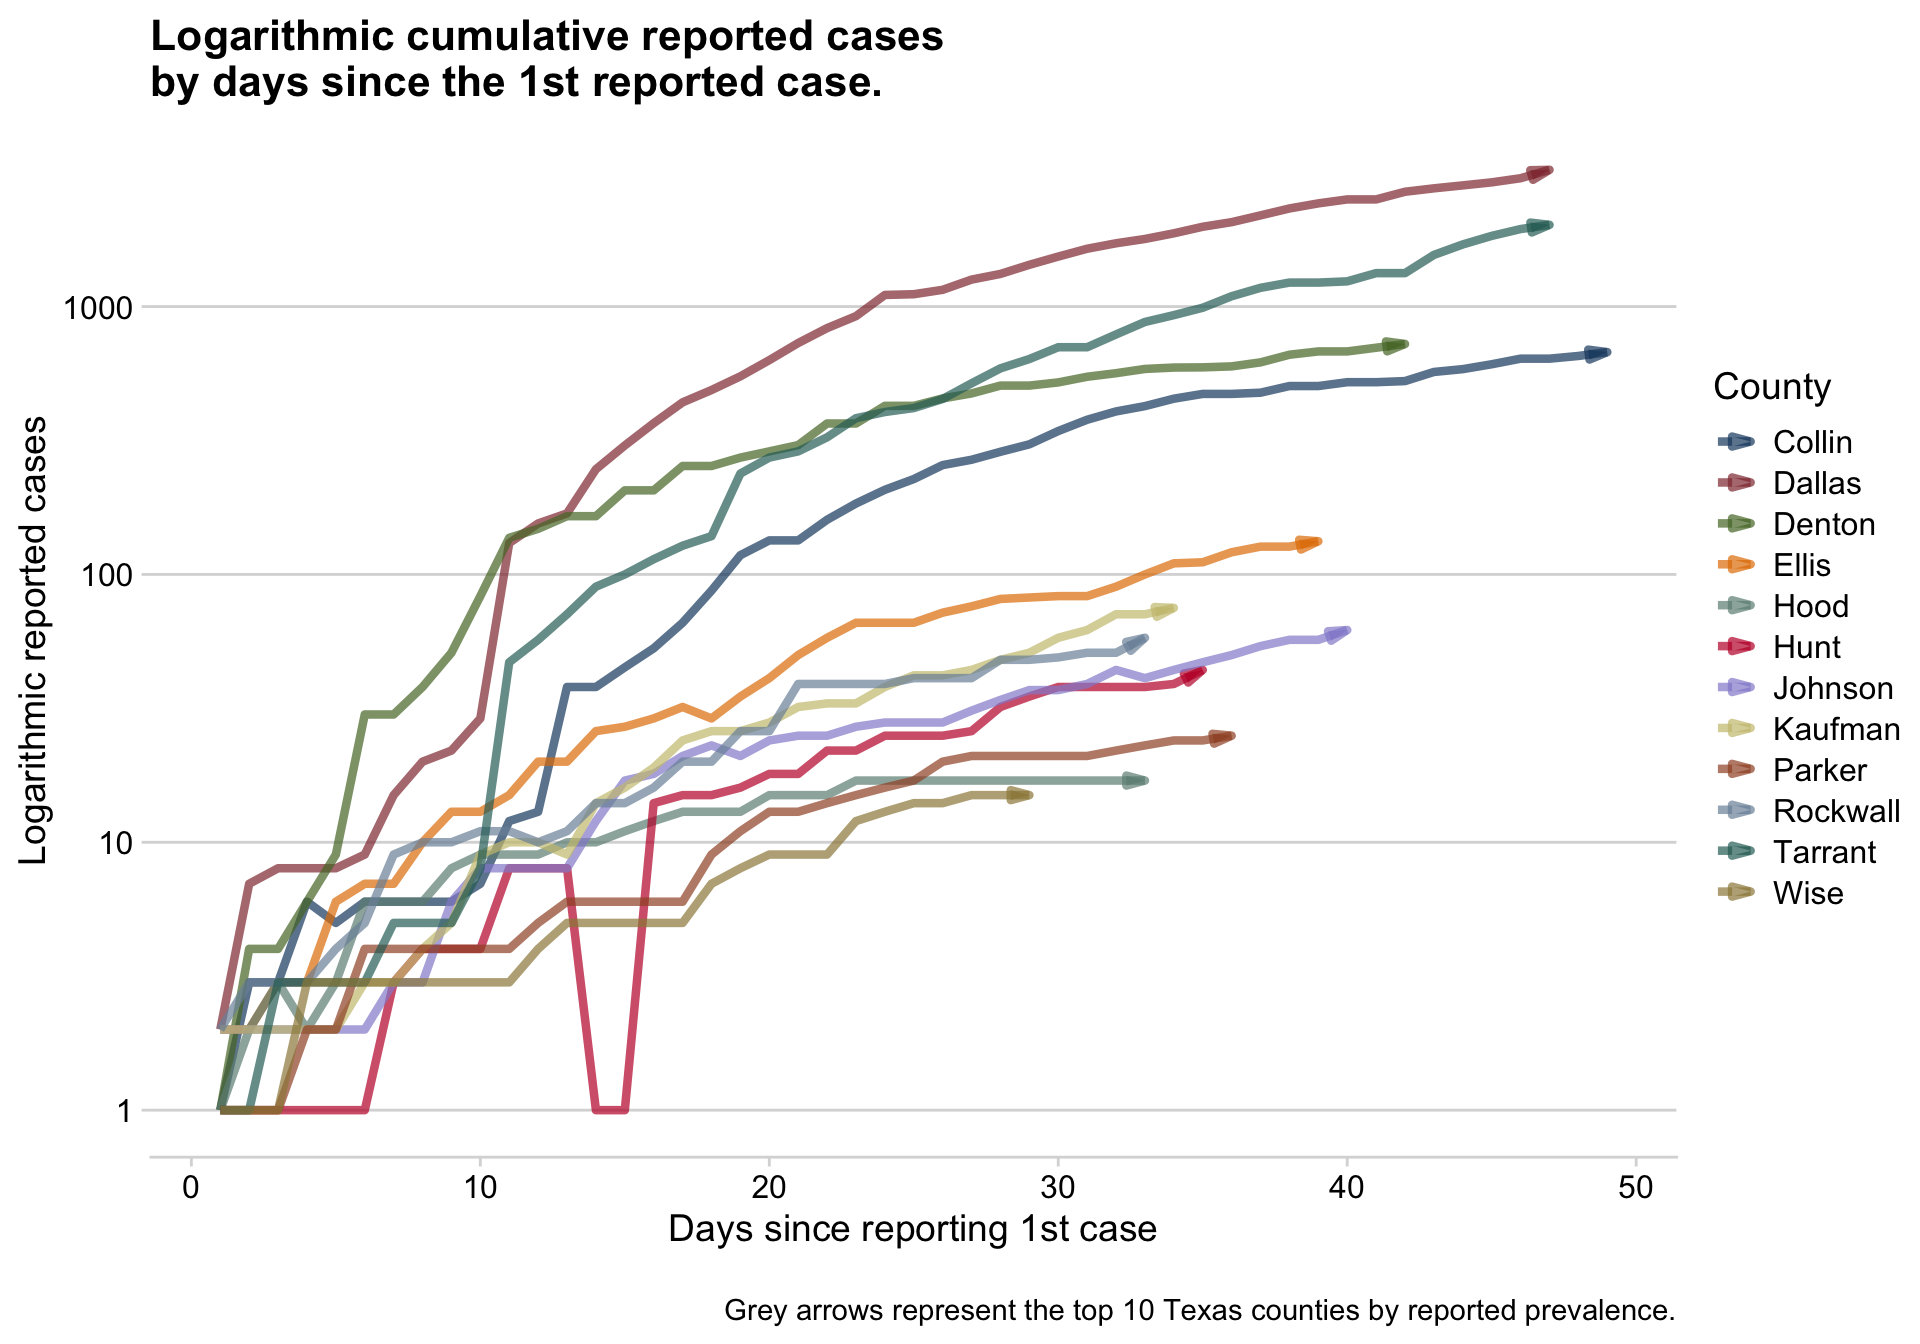 Logarithmic cumulative reported cases
by days since the 1st reported case.
Logarithmic reported cases
1000
100
10
1
0 10 20 30 40 50
Days since reporting 1st case
County
Collin
Dallas
Denton
Ellis
Hood
Hunt
Johnson
Kaufman
Parker
Rockwall
Tarrant
Wise
Grey arrows represent the top 10 Texas counties by reported prevalence.